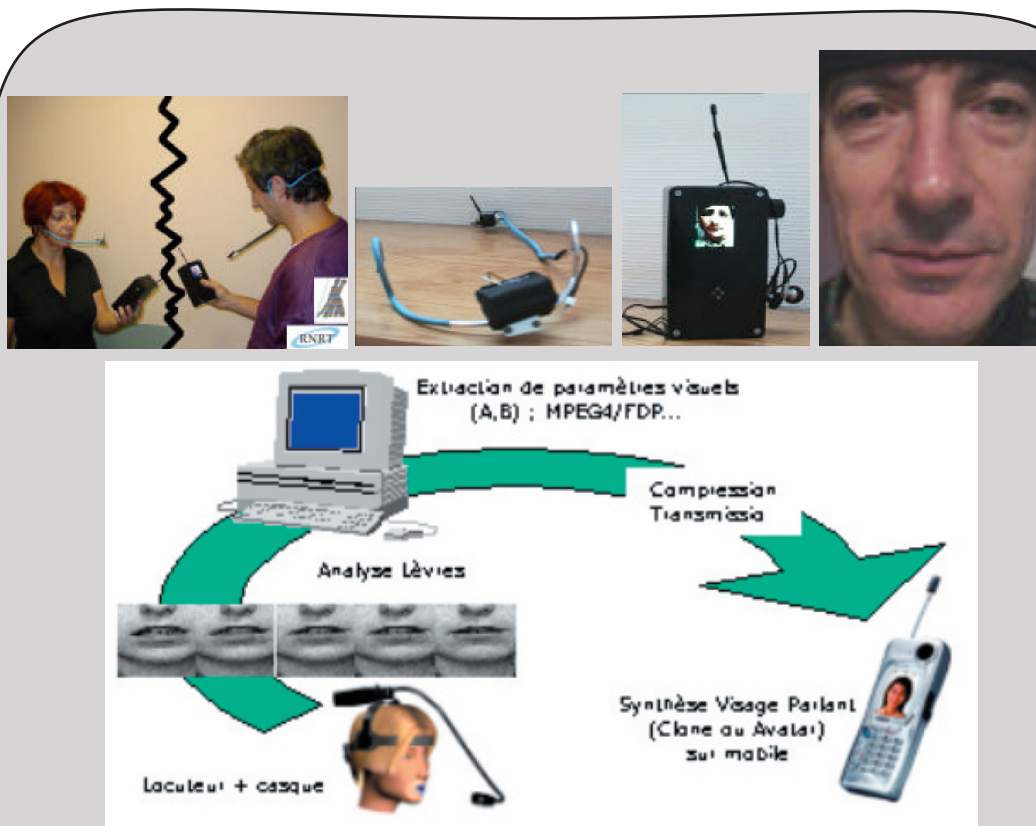 RNRT
Extraction de paramètres visuels
(A,B) ; MPEG4/FDP...
Compression
Transmissio
Analyse Lèvres
Synthèse Visage Parlant
(Clone ou Avatar)
sur mobile
Locuteur + casque